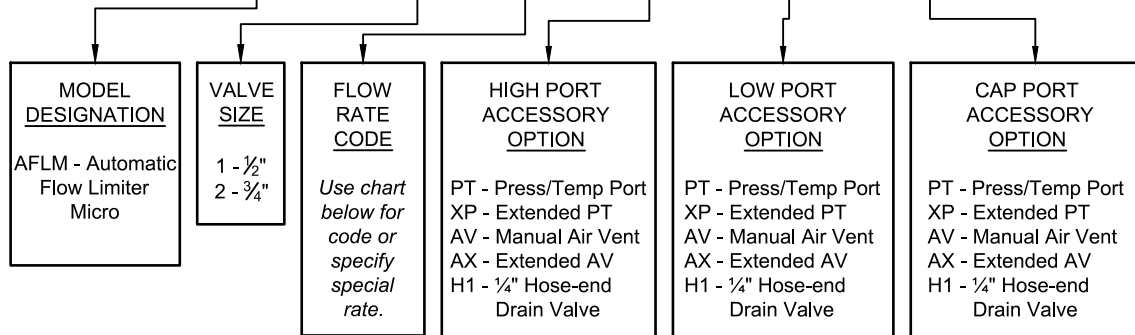 MODEL
DESIGNATION
AFLM - Automatic
Flow Limiter
Micro
VALVE
SIZE
1 - ½"
2 - ¾"
FLOW
RATE
CODE
Use chart
below for
code or
specify
special
rate.
HIGH PORT
ACCESSORY
OPTION
PT - Press/Temp Port
XP - Extended PT
AV - Manual Air Vent
AX - Extended AV
H1 - ¼" Hose-end
Drain Valve
LOW PORT
ACCESSORY
OPTION
PT - Press/Temp Port
XP - Extended PT
AV - Manual Air Vent
AX - Extended AV
H1 - ¼" Hose-end
Drain Valve
CAP PORT
ACCESSORY
OPTION
PT - Press/Temp Port
XP - Extended PT
AV - Manual Air Vent
AX - Extended AV
H1 - ¼" Hose-end
Drain Valve